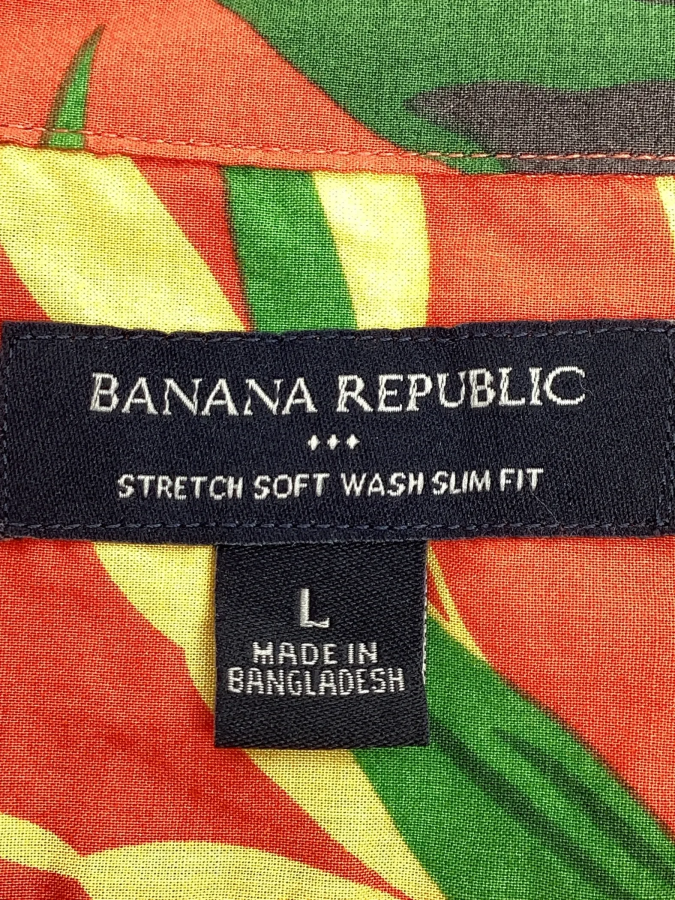 BANANA REPUBLIC
STRETCH SOFT WASH SLIM FIT
L
MADE IN
BANGLADESH